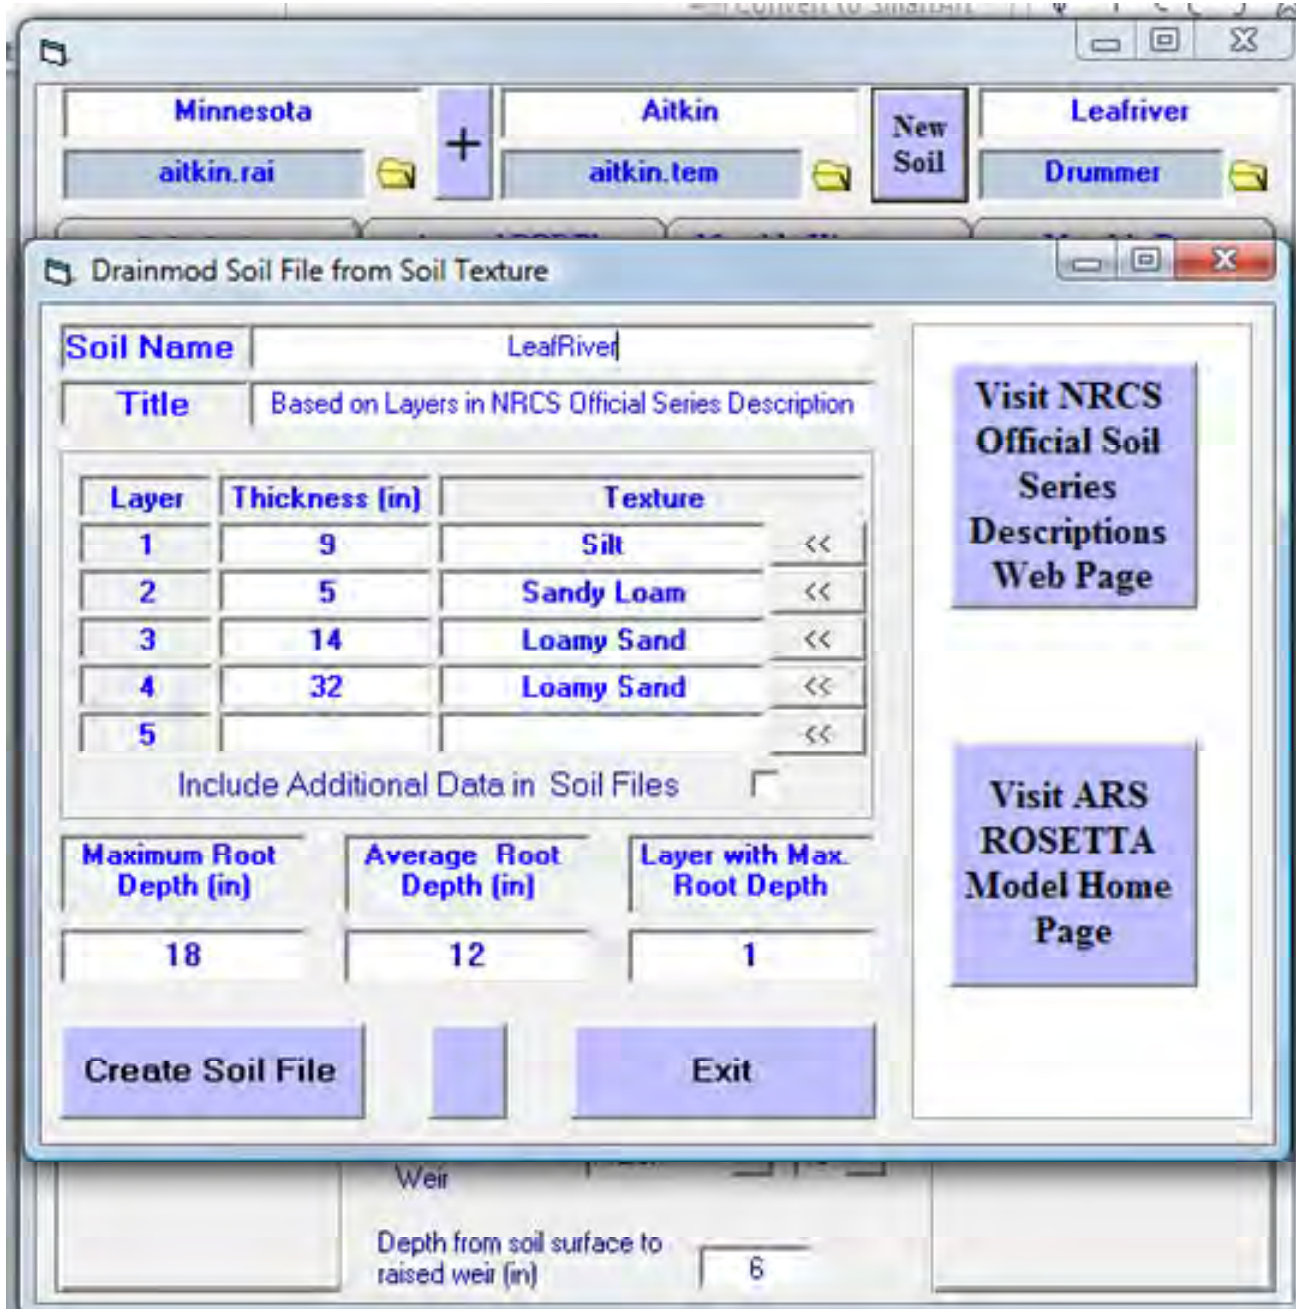 Convert to SmartArt
Minnesota
+
Aitkin
New
Soil
Leafriver
aitkin.rai
aitkin.tem
Drummer
Drainmod Soil File from Soil Texture
Soil Name
LeafRiver
Title
Based on Layers in NRCS Official Series Description
Layer Thickness (in) Texture
1 9 Silt <<
2 5 Sandy Loam <<
3 14 Loamy Sand <<
4 32 Loamy Sand <<
5 <<
Include Additional Data in Soil Files
Maximum Root
Depth (in)
Average Root
Depth (in)
Layer with Max.
Root Depth
18
12
1
Create Soil File
Exit
Visit NRCS
Official Soil
Series
Descriptions
Web Page
Visit ARS
ROSETTA
Model Home
Page
Weir
Depth from soil surface to
raised weir (in)
6